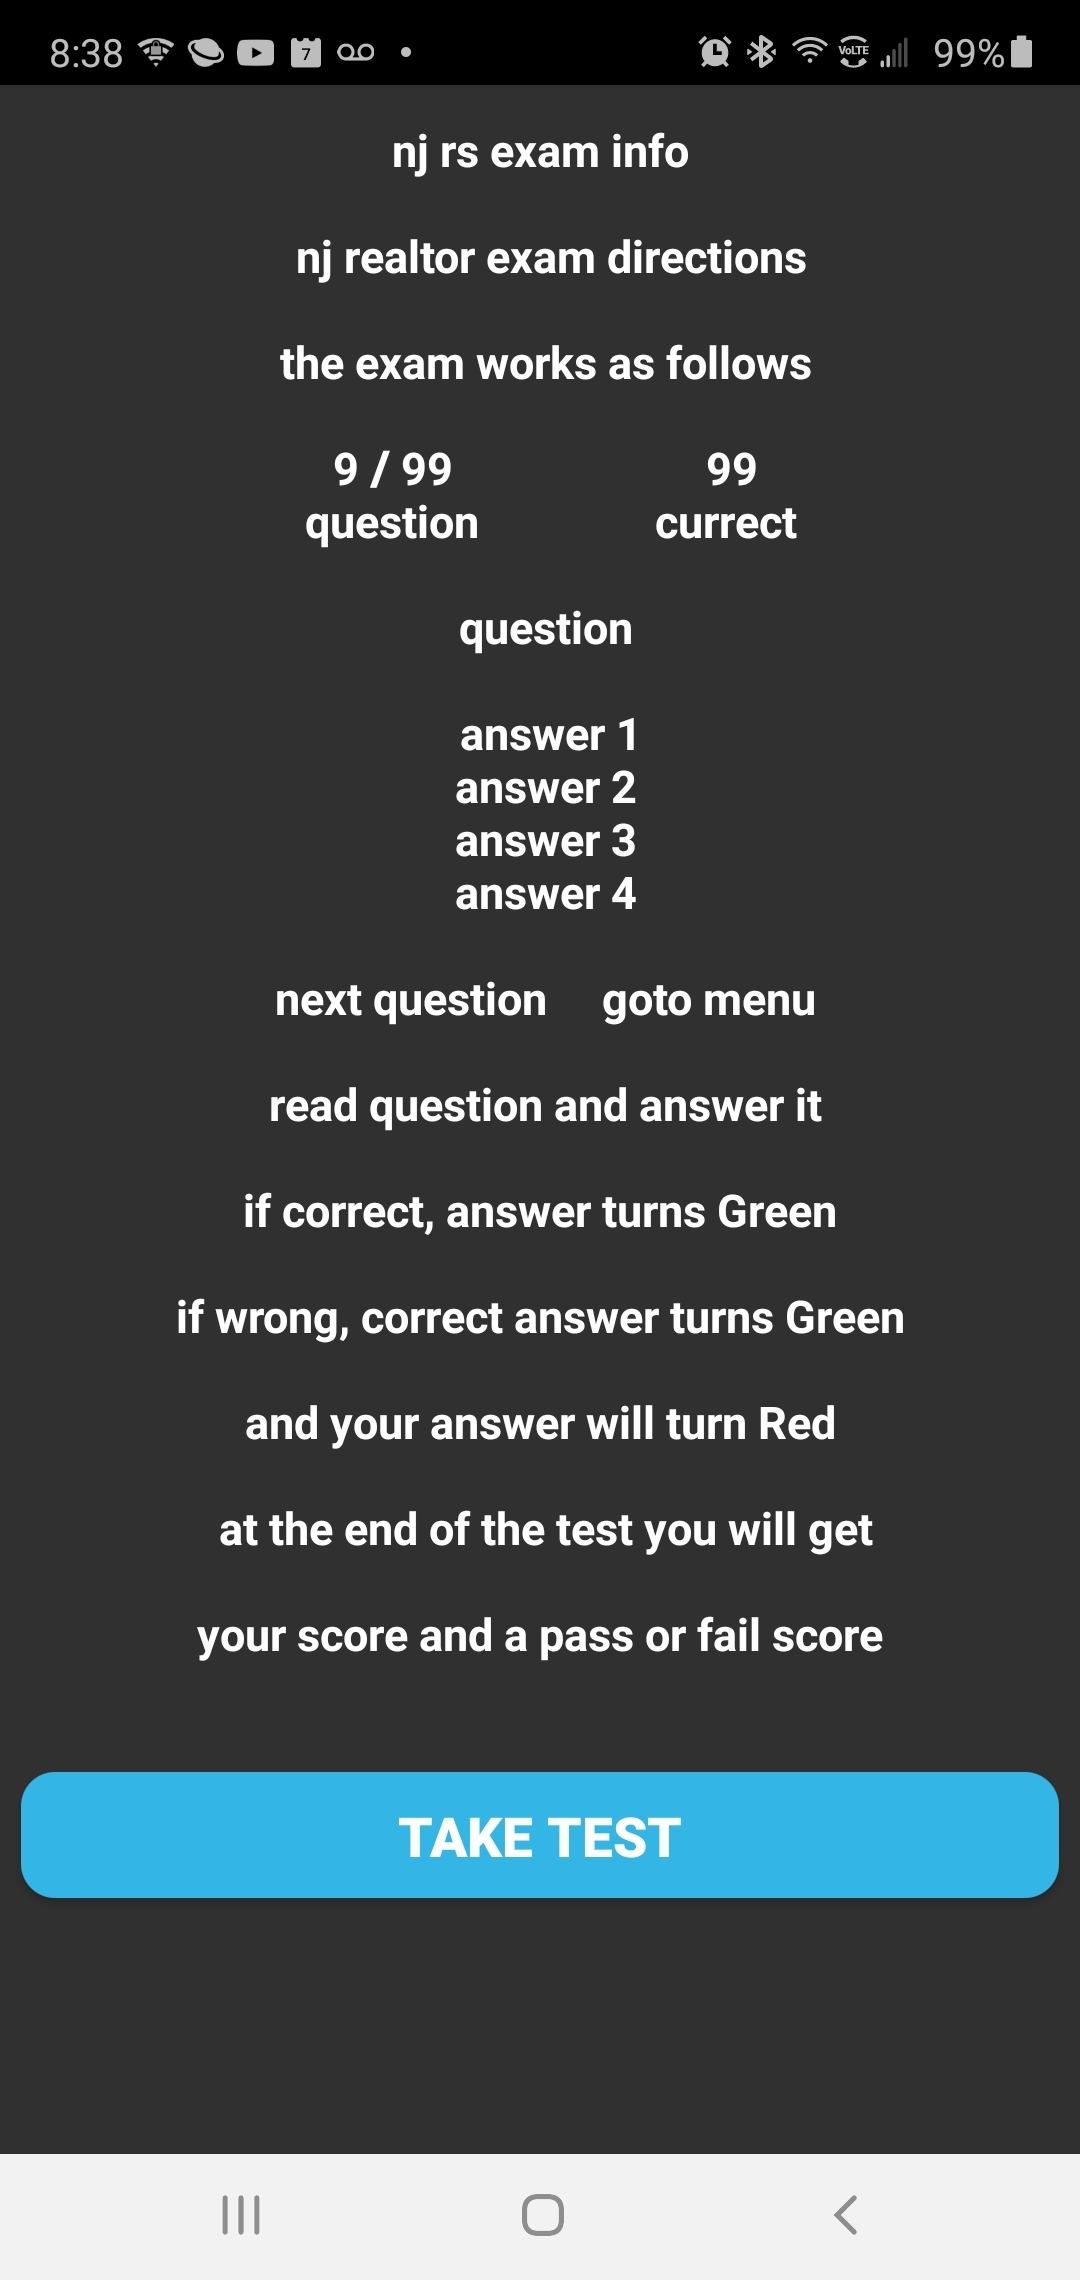 8:38 7 VoLTE 99%
nj rs exam info
nj realtor exam directions
the exam works as follows
9 / 99 99
question currect
question
answer 1
answer 2
answer 3
answer 4
next question goto menu
read question and answer it
if correct, answer turns Green
if wrong, correct answer turns Green
and your answer will turn Red
at the end of the test you will get
your score and a pass or fail score
TAKE TEST